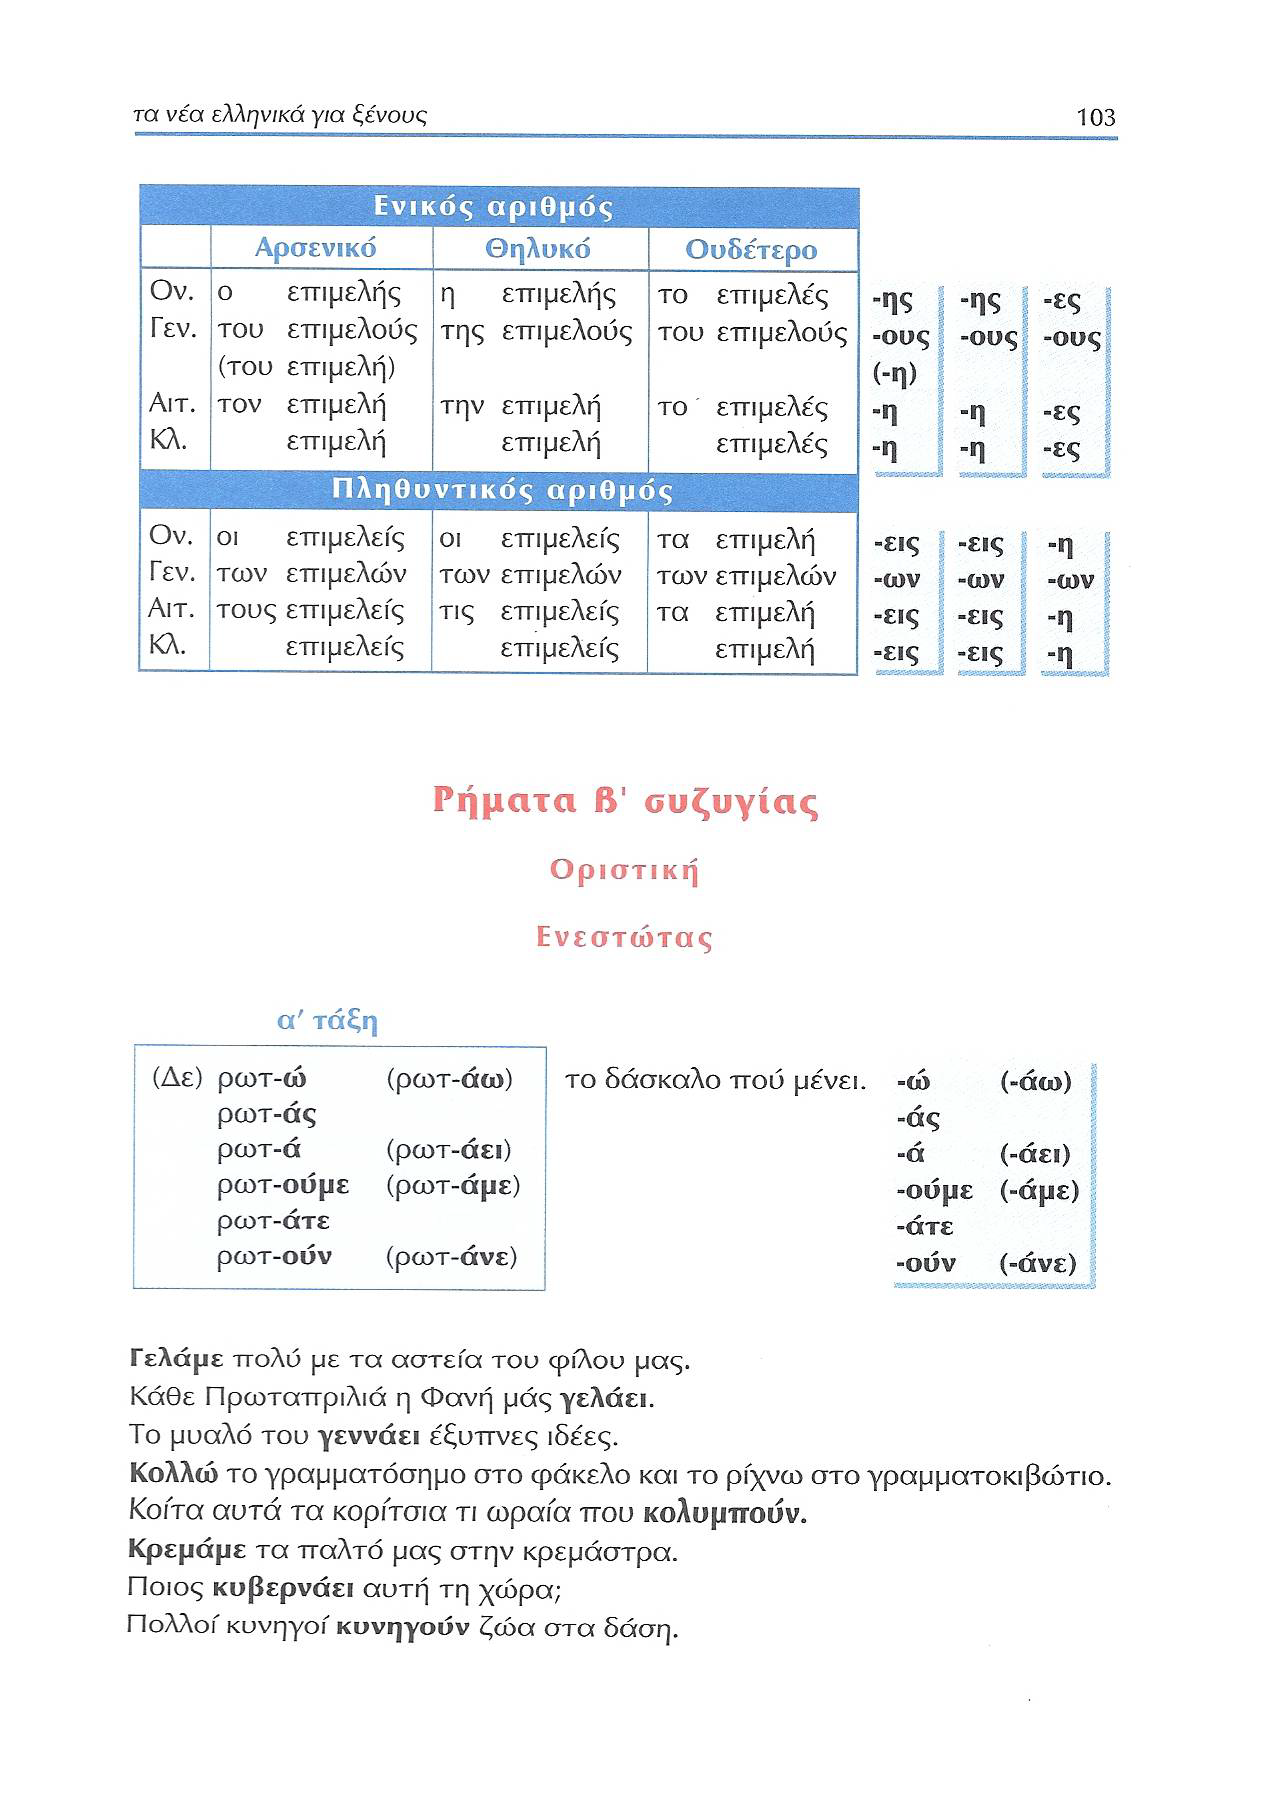 τα νέα ελληνικά για ξένους 103
Ενικός αριθμός
Αρσενικό Θηλυκό Ουδέτερο
Ον. ο επιμελής η επιμελής το επιμελές -ης -ης -ες
Γεν. του επιμελούς της επιμελούς του επιμελούς -ους -ους -ους
(του επιμελή) (-η)
Αιτ. τον επιμελή την επιμελή το επιμελές -η -η -ες
Κλ. επιμελή επιμελή επιμελές -η -η -ες
Πληθυντικός αριθμός
Ον. οι επιμελείς οι επιμελείς τα επιμελή -εις -εις -η
Γεν. των επιμελών των επιμελών των επιμελών -ων -ων -ων
Αιτ. τους επιμελείς τις επιμελείς τα επιμελή -εις -εις -η
Κλ. επιμελείς επιμελείς επιμελή -εις -εις -η
Ρήματα β' συζυγίας
Οριστική
Ενεστώτας
α' τάξη
(Δε) ρωτ-ώ (ρωτ-άω) το δάσκαλο πού μένει. -ώ (-άω)
ρωτ-άς -άς
ρωτ-ά (ρωτ-άει) -ά (-άει)
ρωτ-ούμε (ρωτ-άμε) -ούμε (-άμε)
ρωτ-άτε -άτε
ρωτ-ούν (ρωτ-άνε) -ούν (-άνε)
Γελάμε πολύ με τα αστεία του φίλου μας.
Κάθε Πρωταπριλιά η Φανή μάς γελάει.
Το μυαλό του γεννάει έξυπνες ιδέες.
Κολλώ το γραμματόσημο στο φάκελο και το ρίχνω στο γραμματοκιβώτιο.
Κοίτα αυτά τα κορίτσια τι ωραία που κολυμπούν.
Κρεμάμε τα παλτό μας στην κρεμάστρα.
Ποιος κυβερνάει αυτή τη χώρα;
Πολλοί κυνηγοί κυνηγούν ζώα στα δάση.